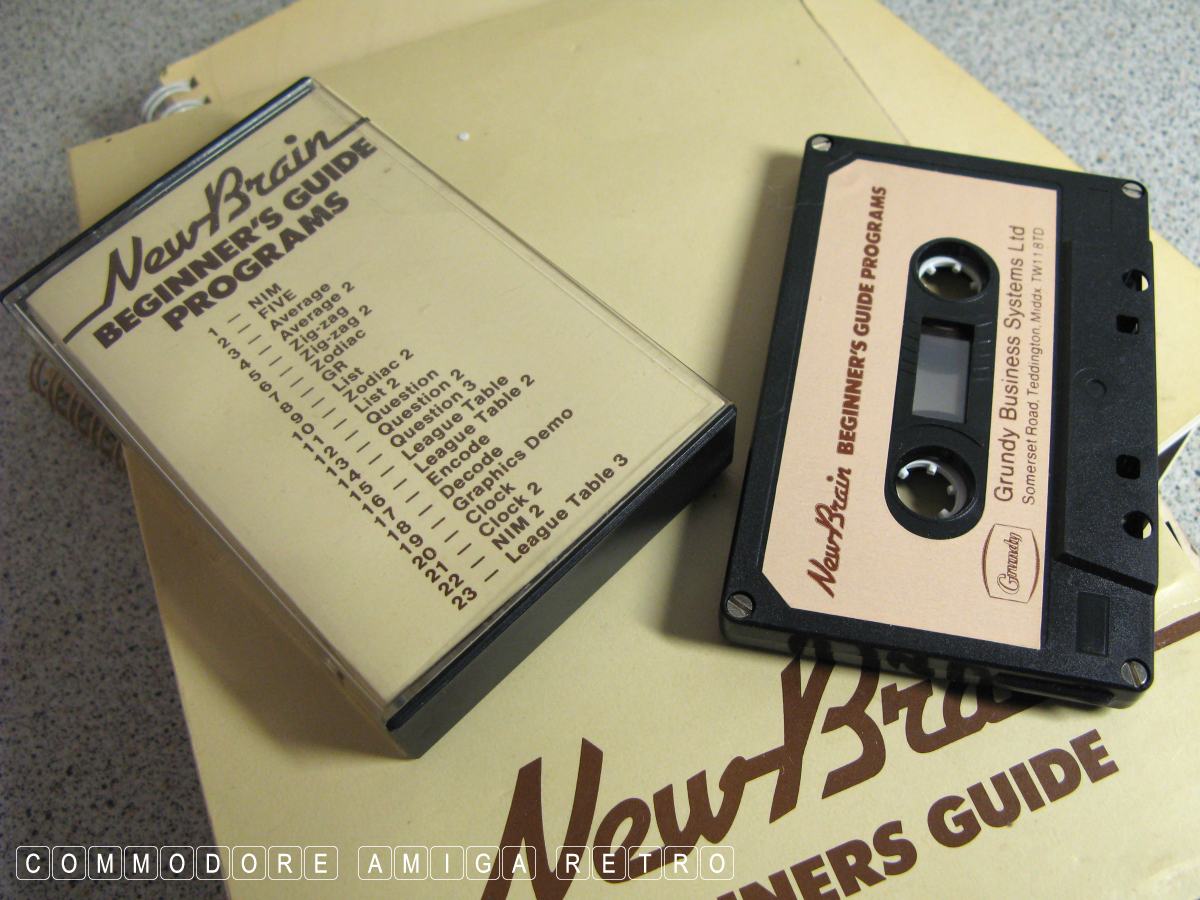 NewBrain
BEGINNER'S GUIDE
PROGRAMS
1 — NIM
2 — FIVE
3 — Average
4 — Average 2
5 — Zig-zag
6 — Zig-zag 2
7 — Zodiac
8 — GR
9 — List
10 — Zodiac 2
11 — List 2
12 — Question
13 — Question 2
14 — Question 3
15 — League Table
16 — League Table 2
17 — Encode
18 — Decode
19 — Graphics Demo
20 — Clock
21 — Clock 2
22 — NIM 2
23 — League Table 3
NewBrain BEGINNER'S GUIDE PROGRAMS
Grundy
Grundy Business Systems Ltd
Somerset Road, Teddington, Middx TW11 8TD
NewBrain
NNERS GUIDE
COMMODORE AMIGA RETRO